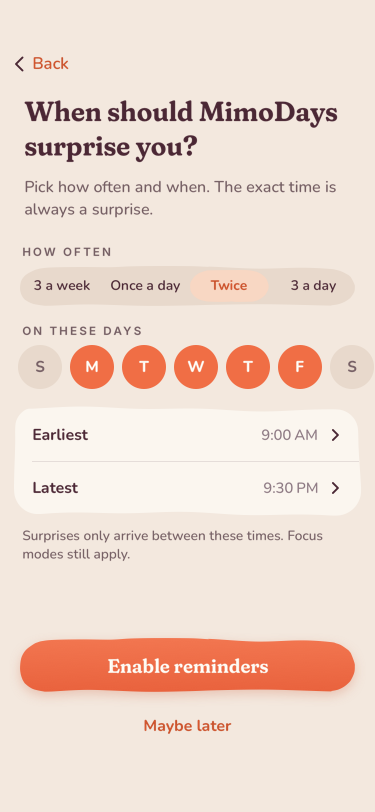 Back
When should MimoDays
surprise you?
Pick how often and when. The exact time is
always a surprise.
HOW OFTEN
3 a week Once a day Twice 3 a day
ON THESE DAYS
S M T W T F S
Earliest 9:00 AM
Latest 9:30 PM
Surprises only arrive between these times. Focus
modes still apply.
Enable reminders
Maybe later